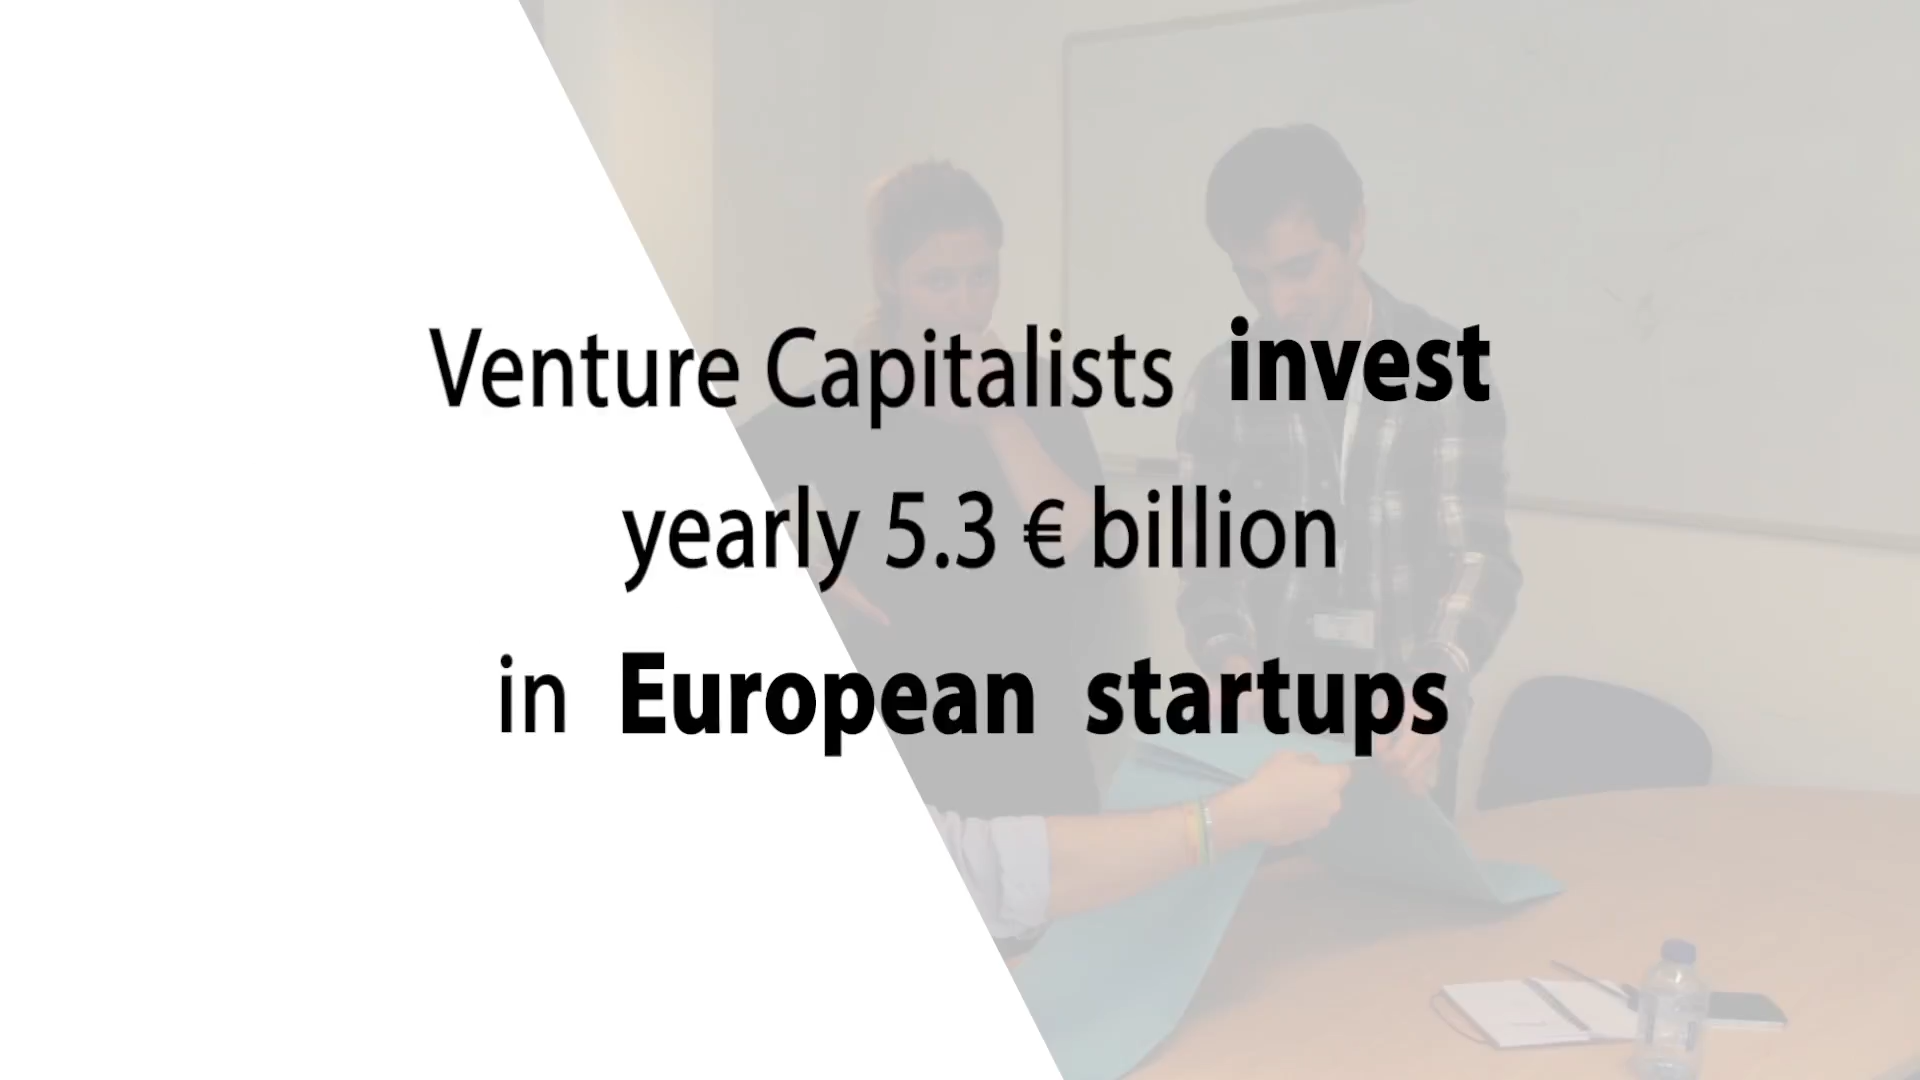 Venture Capitalists invest
yearly 5.3 € billion
in European startups